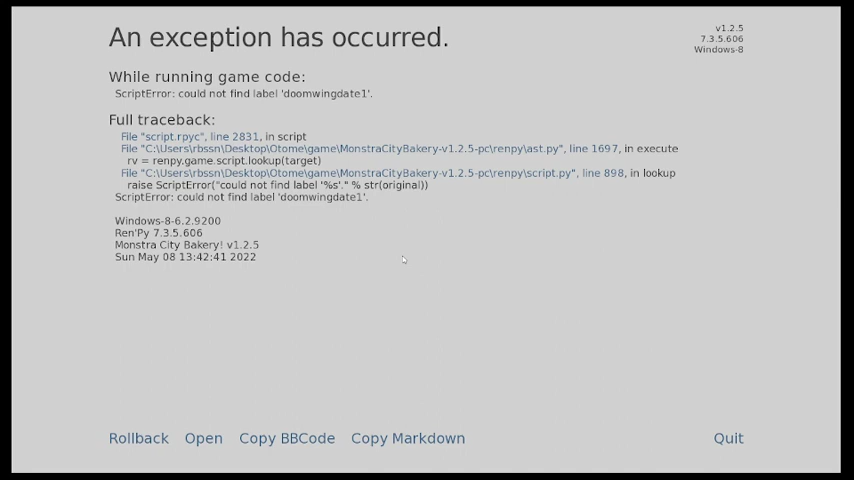 An exception has occurred.
v1.2.5
7.3.5.606
Windows-8
While running game code:
ScriptError: could not find label 'doomwingdate1'.
Full traceback:
File "script.rpyc", line 2831, in script
File "C:\Users\rbssn\Desktop\Otome\game\MonstraCityBakery-v1.2.5-pc\renpy\ast.py", line 1697, in execute
rv = renpy.game.script.lookup(target)
File "C:\Users\rbssn\Desktop\Otome\game\MonstraCityBakery-v1.2.5-pc\renpy\script.py", line 898, in lookup
raise ScriptError("could not find label '%s'." % str(original))
ScriptError: could not find label 'doomwingdate1'.
Windows-8-6.2.9200
Ren'Py 7.3.5.606
Monstra City Bakery! v1.2.5
Sun May 08 13:42:41 2022
Rollback Open Copy BBCode Copy Markdown Quit